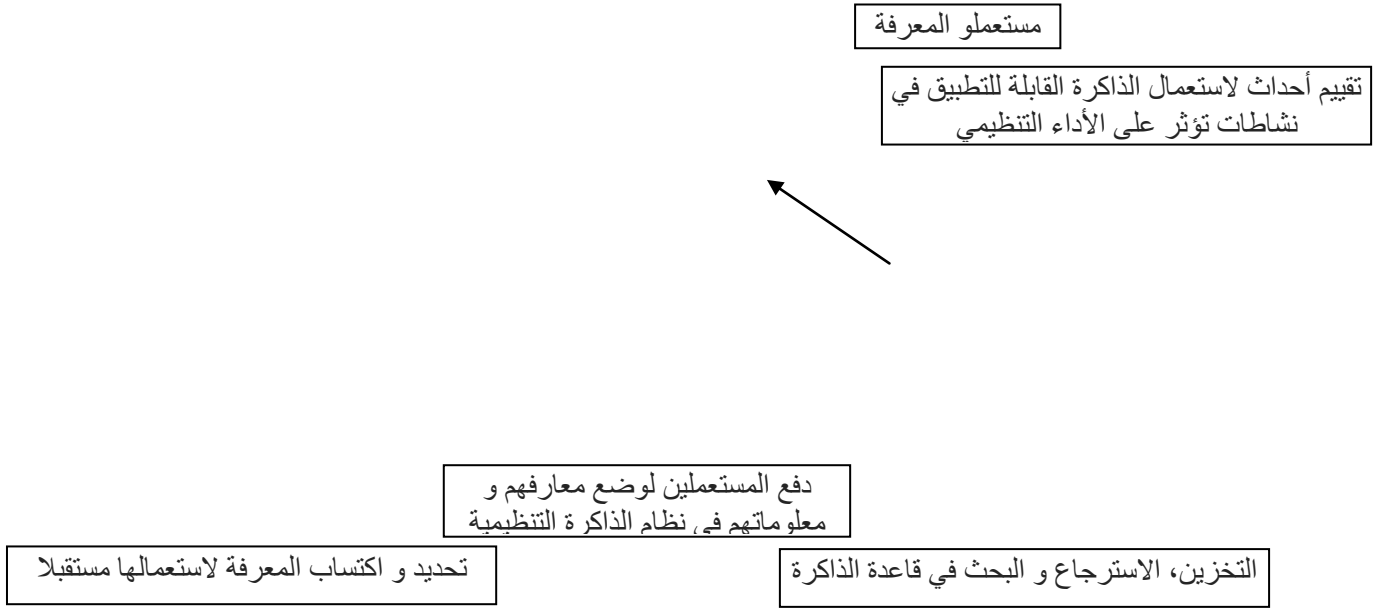 مستعملو المعرفة
تقييم أحداث لاستعمال الذاكرة القابلة للتطبيق في
نشاطات تؤثر على الأداء التنظيمي
دفع المستعملين لوضع معارفهم و
معلوماتهم في نظام الذاكرة التنظيمية
التخزين، الاسترجاع و البحث في قاعدة الذاكرة
تحديد و اكتساب المعرفة لاستعمالها مستقبلا